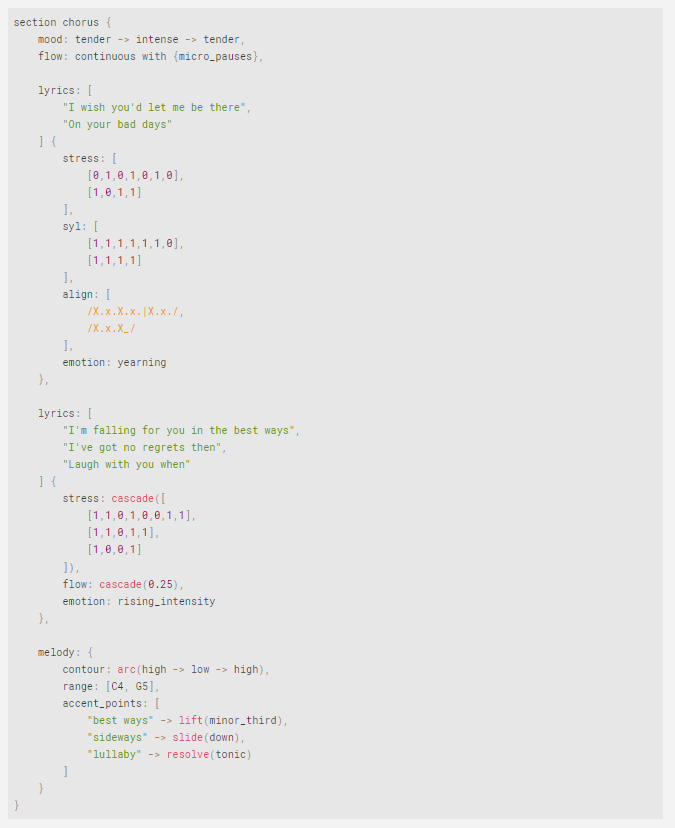 section chorus {
    mood: tender -> intense -> tender,
    flow: continuous with {micro_pauses},

    lyrics: [
        "I wish you'd let me be there",
        "On your bad days"
    ] {
        stress: [
            [0,1,0,1,0,1,0],
            [1,0,1,1]
        ],
        syl: [
            [1,1,1,1,1,1,0],
            [1,1,1,1]
        ],
        align: [
            /X.x.X.x.|X.x./,
            /X.x.X_/
        ],
        emotion: yearning
    },

    lyrics: [
        "I'm falling for you in the best ways",
        "I've got no regrets then",
        "Laugh with you when"
    ] {
        stress: cascade([
            [1,1,0,1,0,0,1,1],
            [1,1,0,1,1],
            [1,0,0,1]
        ]),
        flow: cascade(0.25),
        emotion: rising_intensity
    },

    melody: {
        contour: arc(high -> low -> high),
        range: [C4, G5],
        accent_points: [
            "best ways" -> lift(minor_third),
            "sideways" -> slide(down),
            "lullaby" -> resolve(tonic)
        ]
    }
}